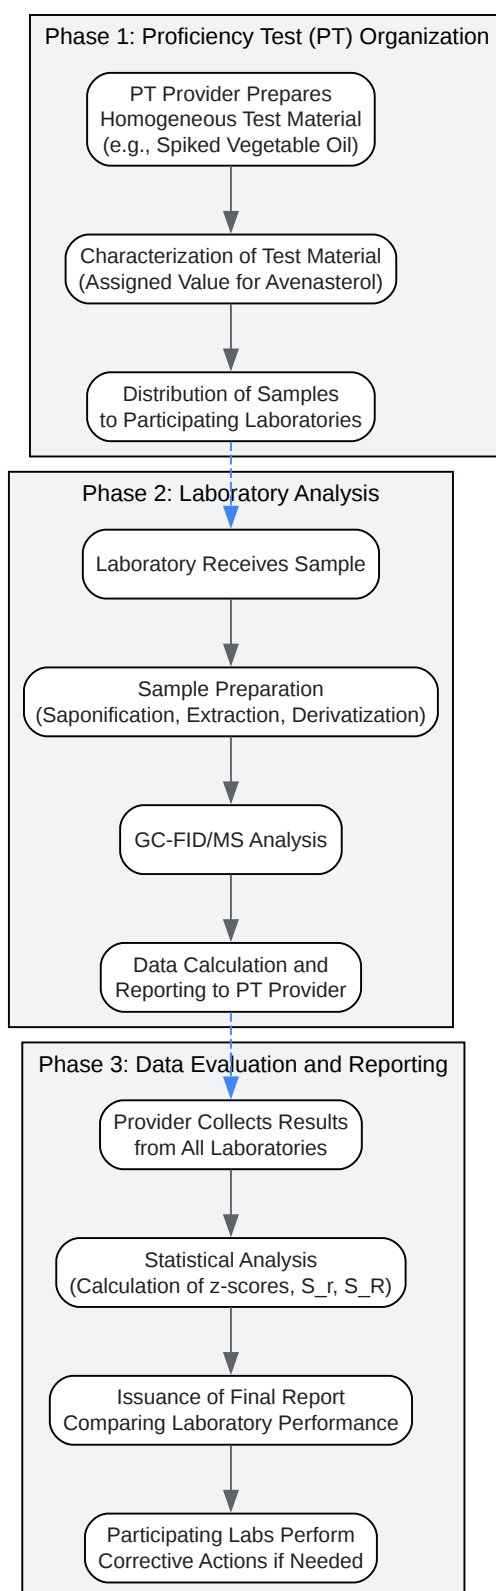 Phase 1: Proficiency Test (PT) Organization
PT Provider Prepares
Homogeneous Test Material
(e.g., Spiked Vegetable Oil)
Characterization of Test Material
(Assigned Value for Avenasterol)
Distribution of Samples
to Participating Laboratories
Phase 2: Laboratory Analysis
Laboratory Receives Sample
Sample Preparation
(Saponification, Extraction, Derivatization)
GC-FID/MS Analysis
Data Calculation and
Reporting to PT Provider
Phase 3: Data Evaluation and Reporting
Provider Collects Results
from All Laboratories
Statistical Analysis
(Calculation of z-scores, S_r, S_R)
Issuance of Final Report
Comparing Laboratory Performance
Participating Labs Perform
Corrective Actions if Needed